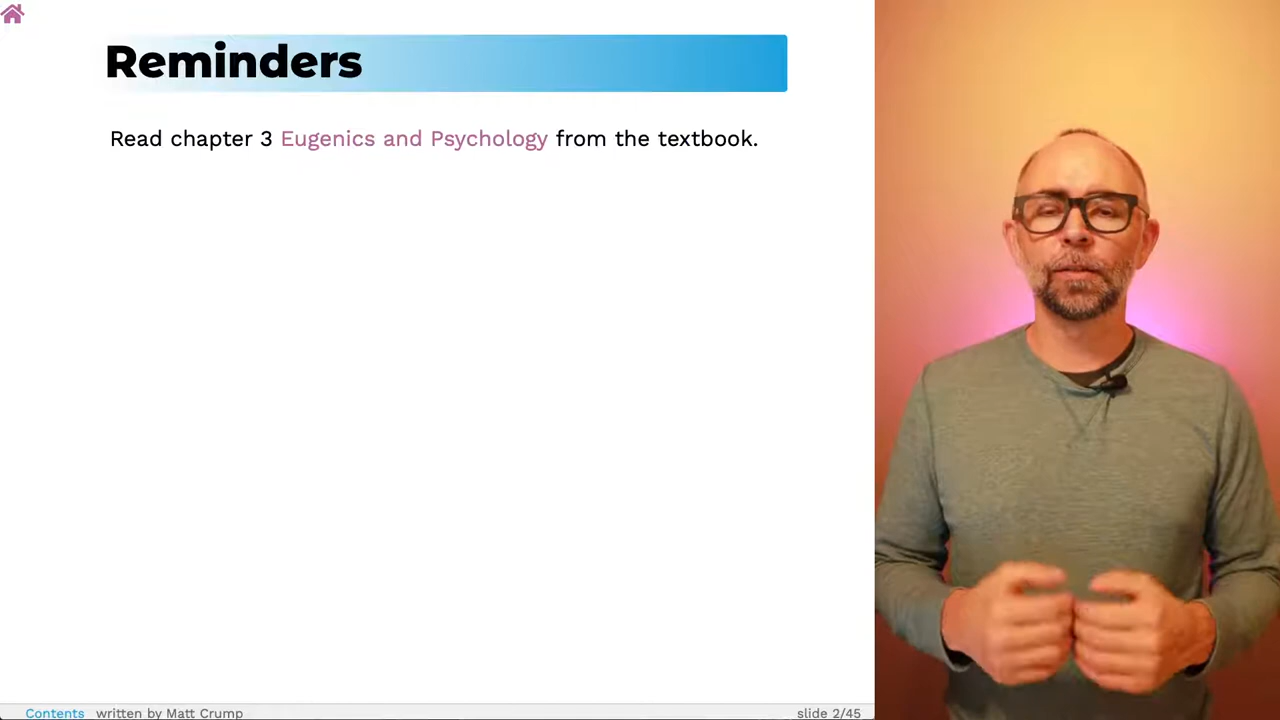 Reminders
Read chapter 3 Eugenics and Psychology from the textbook.
Contents written by Matt Crump slide 2/45